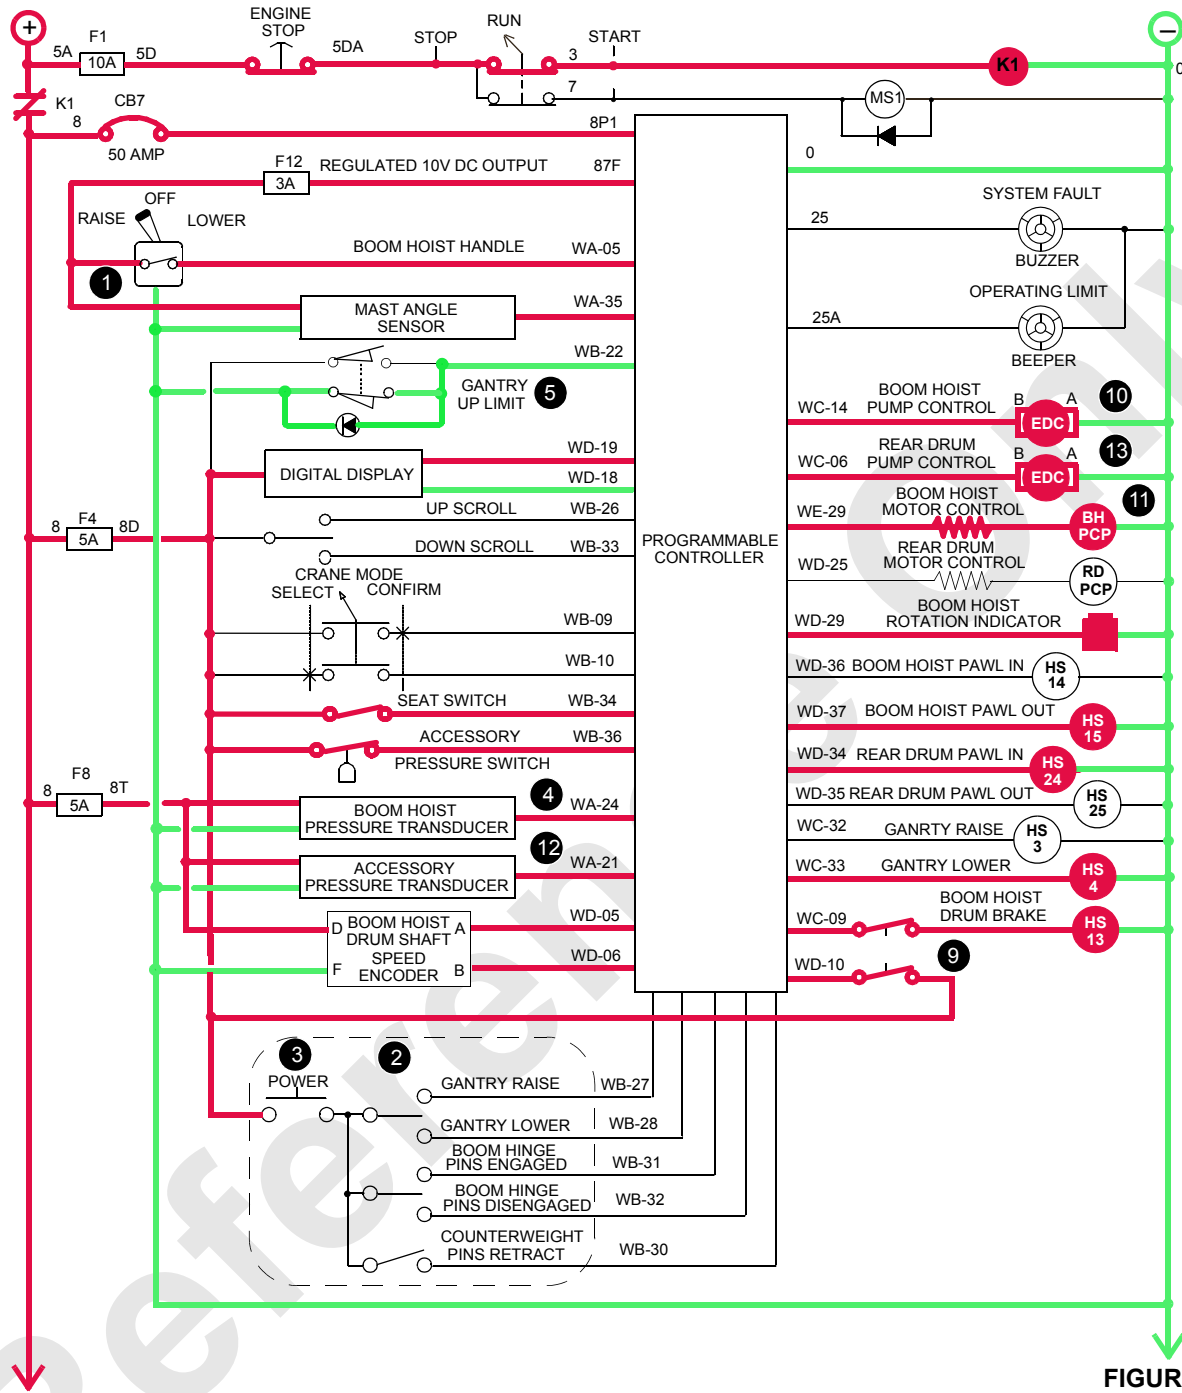 ENGINE
STOP
RUN
STOP
START
F1
5A
5D
10A
5DA
3
K1
0
K1
8
CB7
50 AMP
7
MS1
8P1
0
F12
3A
REGULATED 10V DC OUTPUT
87F
OFF
RAISE
LOWER
BOOM HOIST HANDLE
WA-05
1
25
SYSTEM FAULT
BUZZER
MAST ANGLE
SENSOR
WA-35
25A
OPERATING LIMIT
BEEPER
WB-22
GANTRY
UP LIMIT
5
WC-14
BOOM HOIST
PUMP CONTROL
B
A
EDC
10
DIGITAL DISPLAY
WD-19
WD-18
WC-06
REAR DRUM
PUMP CONTROL
B
A
EDC
13
UP SCROLL
WB-26
DOWN SCROLL
WB-33
WE-29
BOOM HOIST
MOTOR CONTROL
BH
PCP
11
8
F4
5A
8D
PROGRAMMABLE
CONTROLLER
WD-25
REAR DRUM
MOTOR CONTROL
RD
PCP
CRANE MODE
SELECT
CONFIRM
WB-09
WB-10
WD-29
BOOM HOIST
ROTATION INDICATOR
WD-36 BOOM HOIST PAWL IN
HS
14
SEAT SWITCH
WB-34
WD-37 BOOM HOIST PAWL OUT
HS
15
ACCESSORY
PRESSURE SWITCH
WB-36
WD-34 REAR DRUM PAWL IN
HS
24
8
F8
5A
8T
WD-35 REAR DRUM PAWL OUT
HS
25
BOOM HOIST
PRESSURE TRANSDUCER
4
WA-24
WC-32 GANRTY RAISE
HS
3
ACCESSORY
PRESSURE TRANSDUCER
12
WA-21
WC-33 GANTRY LOWER
HS
4
D BOOM HOIST A
DRUM SHAFT
SPEED
F ENCODER B
WD-05
WD-06
WC-09
BOOM HOIST
DRUM BRAKE
HS
13
WD-10
9
3
2
POWER
GANTRY RAISE
WB-27
GANTRY LOWER
WB-28
BOOM HINGE
PINS ENGAGED
WB-31
BOOM HINGE
PINS DISENGAGED
WB-32
COUNTERWEIGHT
PINS RETRACT
WB-30
FIGUR
Reference Only